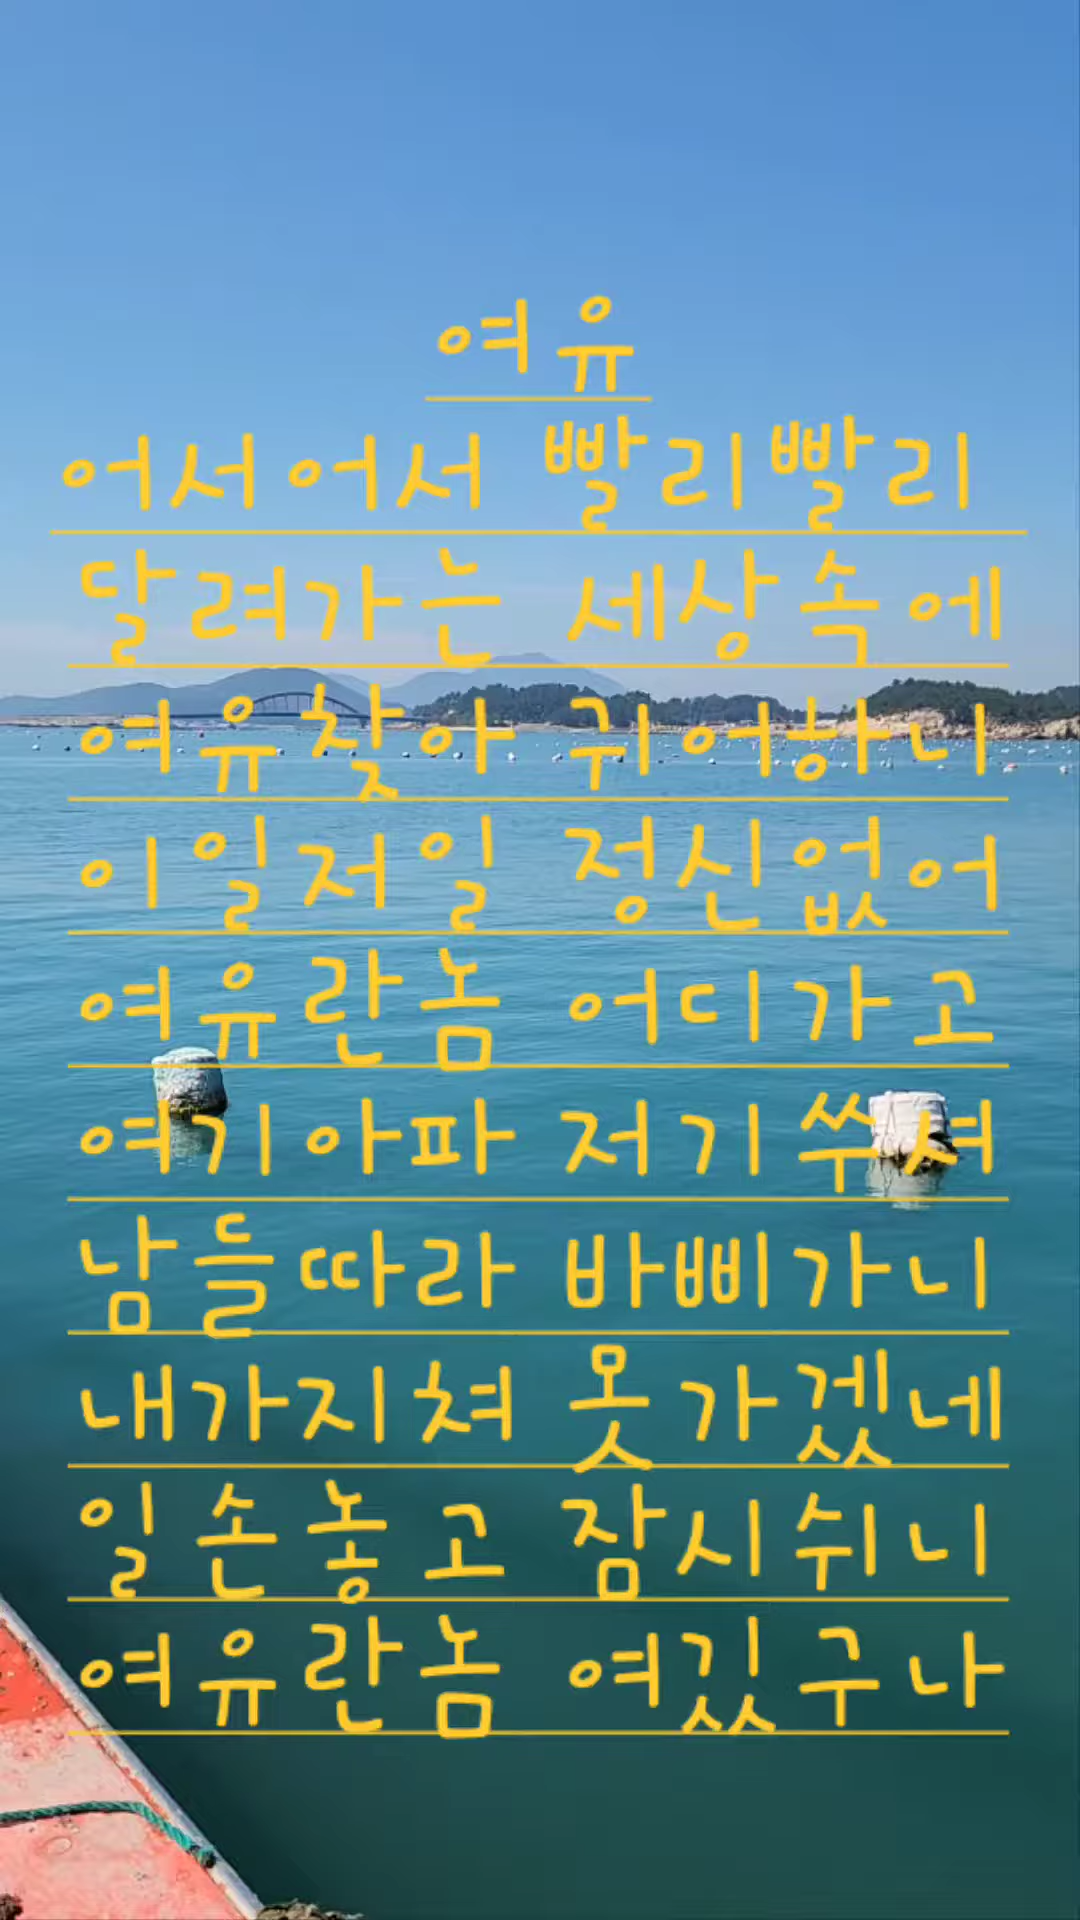 여유
어서어서 빨리빨리
달려가는 세상속에
여유찾아 귀어하니
이일저일 정신없어
여유란놈 어디가고
여기아파 저기쑤셔
남들따라 바삐가니
내가지쳐 못가겠네
일손놓고 잠시쉬니
여유란놈 여깄구나